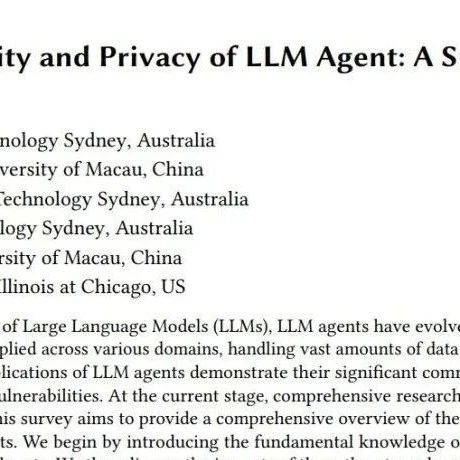 ity and Privacy of LLM Agent: A S
nology Sydney, Australia
versity of Macau, China
Technology Sydney, Australia
logy Sydney, Australia
rsity of Macau, China
Illinois at Chicago, US
of Large Language Models (LLMs), LLM agents have evolve
plied across various domains, handling vast amounts of data
plications of LLM agents demonstrate their significant comm
ulnerabilities. At the current stage, comprehensive research
his survey aims to provide a comprehensive overview of the
ts. We begin by introducing the fundamental knowledge o